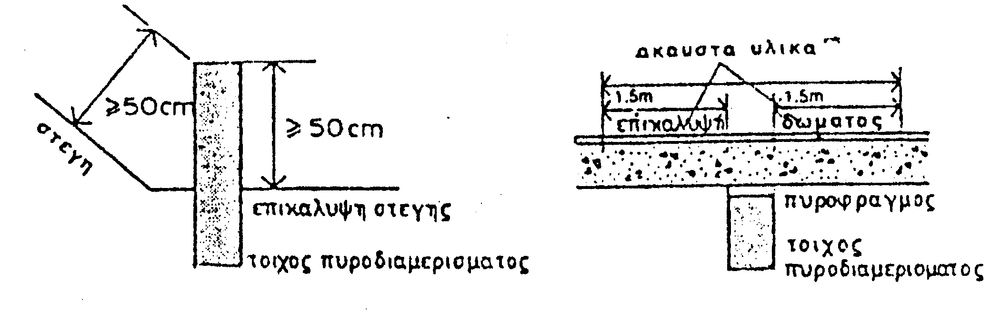 ≥50cm
στεγη
≥50cm
επικαλυψη στεγης
τοιχος πυροδιαμερισματος
ακαυστα υλικα
1.5m 1.5m
επικαλυψη δωματος
πυροφραγμος
τοιχος
πυροδιαμερισματος